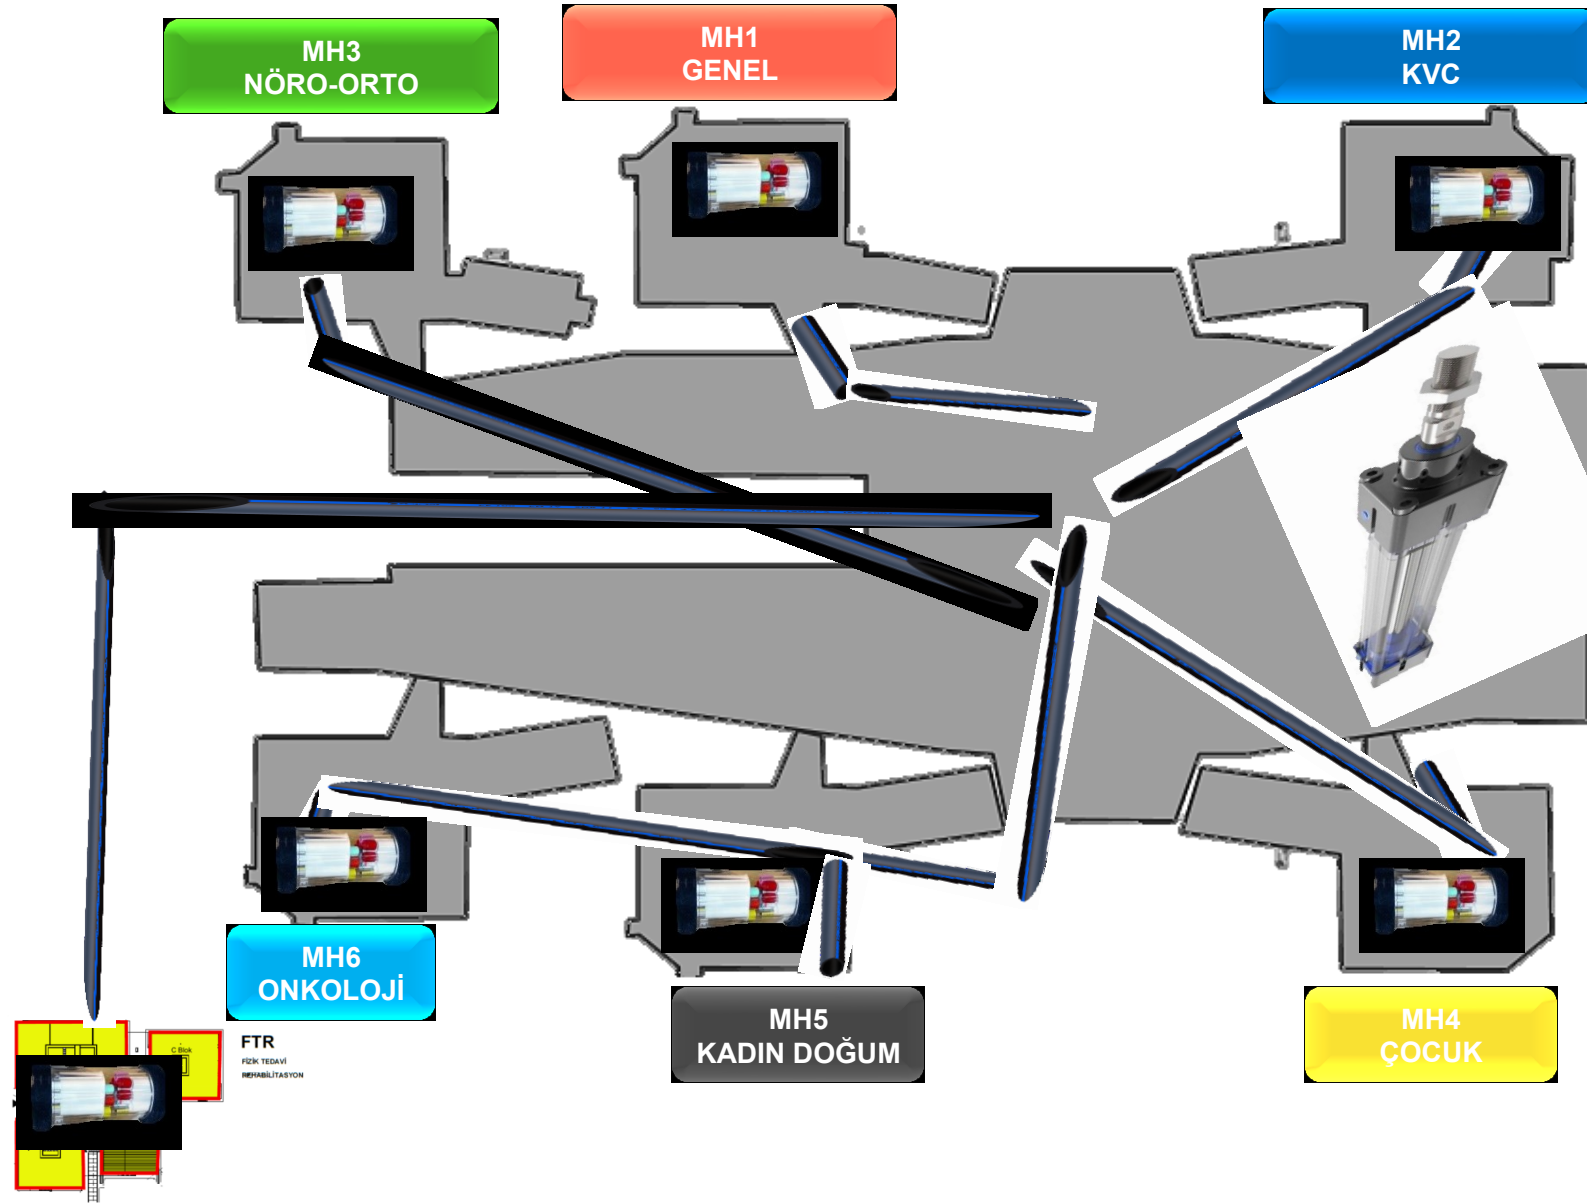 MH3
NÖRO-ORTO
MH1
GENEL
MH2
KVC
MH6
ONKOLOJİ
MH5
KADIN DOĞUM
MH4
ÇOCUK
FTR
FİZİK TEDAVİ
REHABİLİTASYON
C Blok